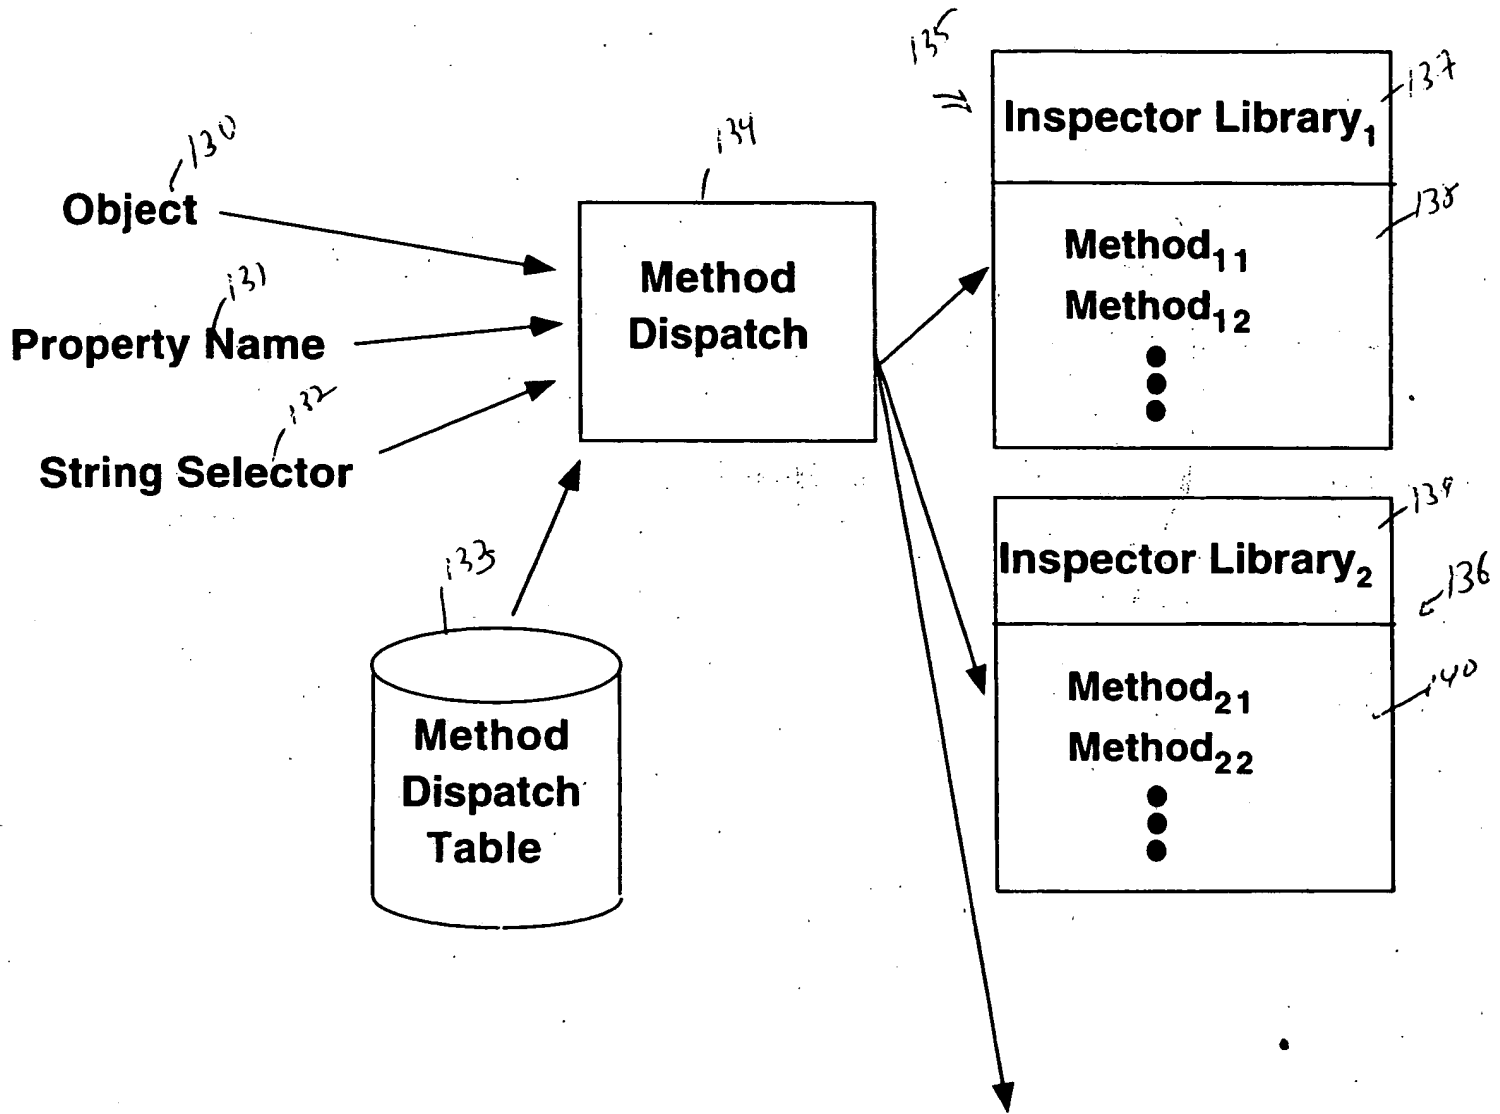 135
137
Inspector Library1
130
Object
134
138
Method11
Method12
131
Property Name
Method
Dispatch
132
String Selector
139
Inspector Library2
136
133
140
Method21
Method22
Method
Dispatch
Table